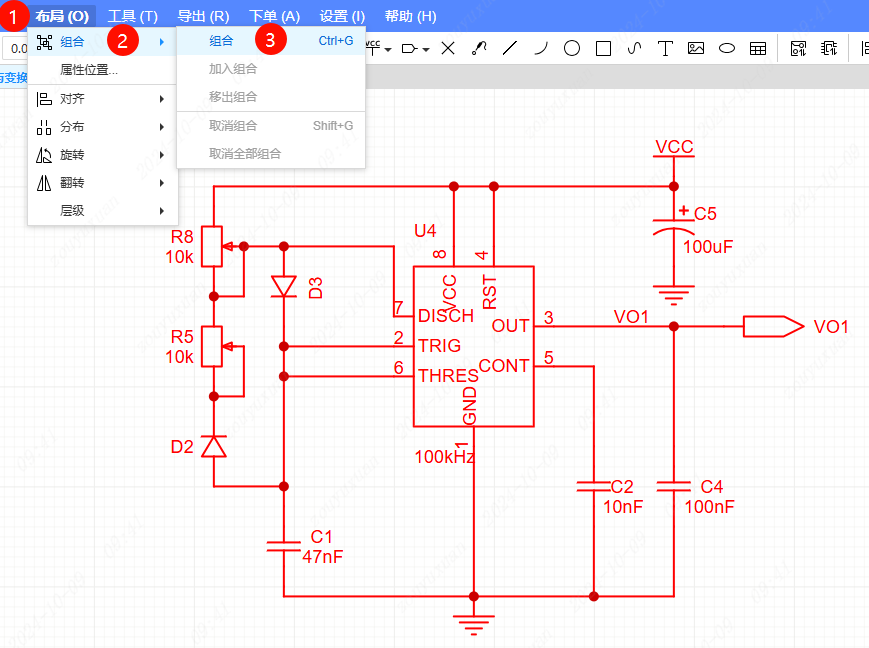 1 布局 (O) 工具 (T) 导出 (R) 下单 (A) 设置 (I) 帮助 (H)
0.0
组合 2
属性位置...
对齐
分布
旋转
翻转
层级
组合 3 Ctrl+G
加入组合
移出组合
取消组合 Shift+G
取消全部组合
与变换
VCC
VCC
C5
100uF
U4
8
4
R8
10k
D3
7
VCC
RST
DISCH
OUT
3
VO1
VO1
R5
10k
2
TRIG
6
THRES
CONT
5
GND
D2
1
100kHz
C2
10nF
C4
100nF
C1
47nF